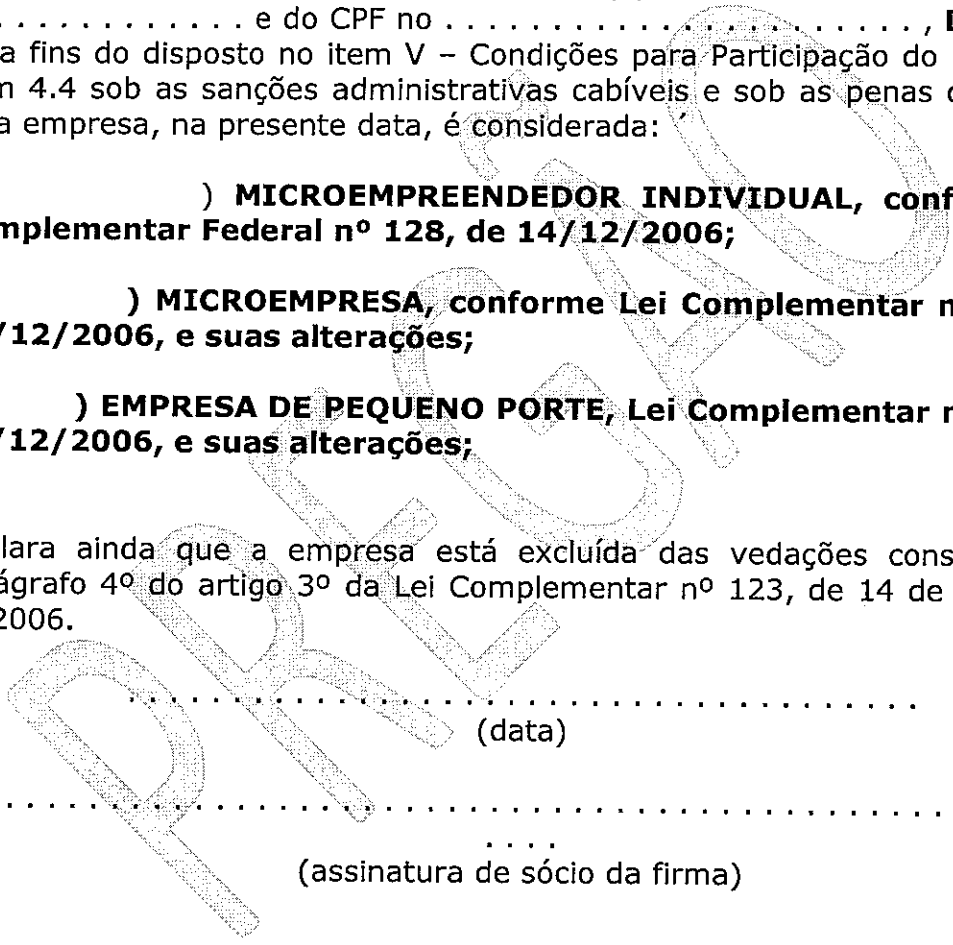 . . . . . . . . . . . . e do CPF no . . . . . . . . . . . . . . . . . . . . . . . . ,
a fins do disposto no item V – Condições para Participação do
4.4 sob as sanções administrativas cabíveis e sob as penas
a empresa, na presente data, é considerada:
) MICROEMPREENDEDOR INDIVIDUAL, conf
mplementar Federal nº 128, de 14/12/2006;
) MICROEMPRESA, conforme Lei Complementar n
/12/2006, e suas alterações;
) EMPRESA DE PEQUENO PORTE, Lei Complementar n
/12/2006, e suas alterações;
lara ainda que a empresa está excluída das vedações cons
ágrafo 4º do artigo 3º da Lei Complementar nº 123, de 14 de
2006.
. . . . . . . . . . . . . . . . . . . . . . . . . . . . . . . . . . . . . . . .
(data)
. . . . . . . . . . . . . . . . . . . . . . . . . . . . . . . . . . . . . . . . . . . . . . . .
. . . .
(assinatura de sócio da firma)
PREGÃO